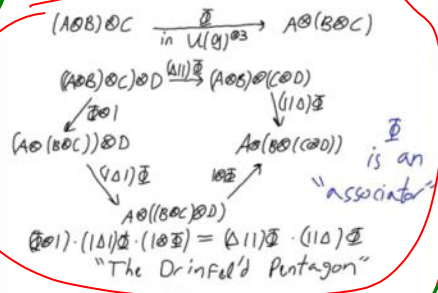 (A⊗B)⊗C —Φ→ A⊗(B⊗C)
in U(g)^{⊗3}
((A⊗B)⊗C)⊗D —(Δ11)Φ→ (A⊗B)⊗(C⊗D)
Φ⊗1 (11Δ)Φ
(A⊗(B⊗C))⊗D A⊗(B⊗(C⊗D))
(1Δ1)Φ 1⊗Φ
A⊗((B⊗C)⊗D)
Φ
is an
"associator"
(Φ⊗1)·(1Δ1)Φ·(1⊗Φ) = (Δ11)Φ·(11Δ)Φ
"The Drinfel'd Pentagon"